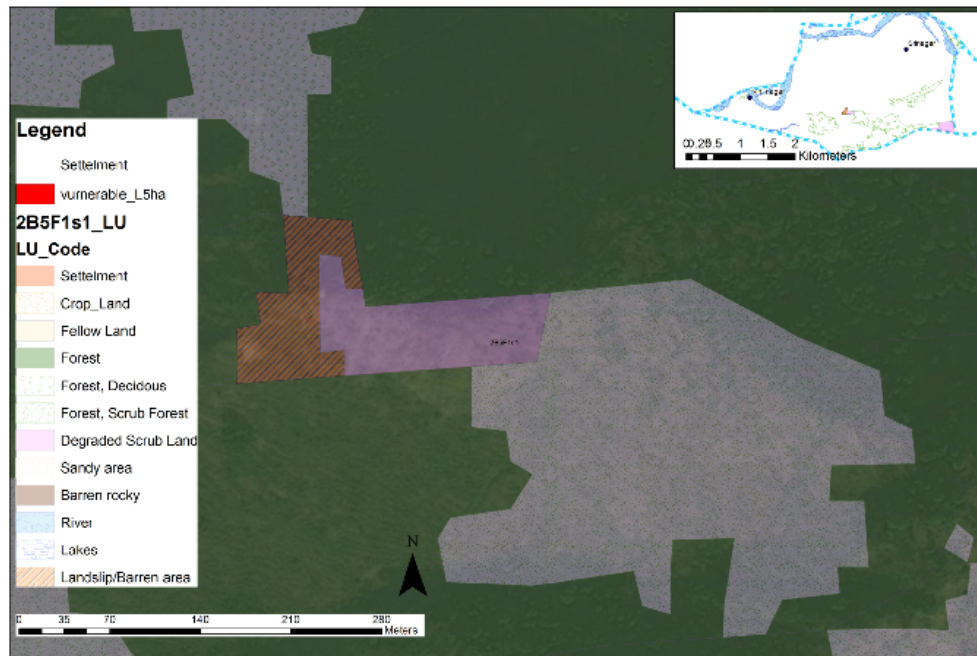 Legend
Settelment
vurnerable_L5ha
2B5F1s1_LU
LU_Code
Settelment
Crop_Land
Fellow Land
Forest
Forest, Decidous
Forest, Scrub Forest
Degraded Scrub Land
Sandy area
Barren rocky
River
Lakes
Landslip/Barren area
N
0 35 70 140 210 280
Meters
Srinagar
0 0.25 0.5 1 1.5 2
Kilometers